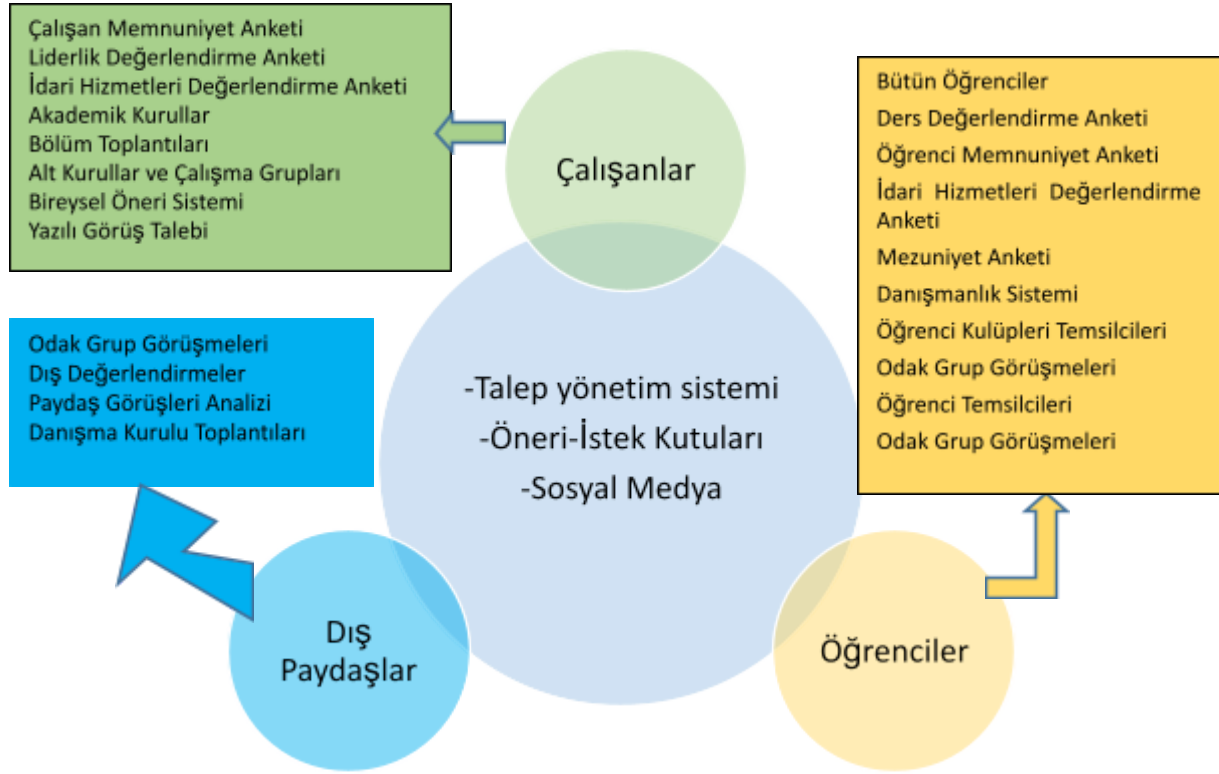 Çalışan Memnuniyet Anketi
Liderlik Değerlendirme Anketi
İdari Hizmetleri Değerlendirme Anketi
Akademik Kurullar
Bölüm Toplantıları
Alt Kurullar ve Çalışma Grupları
Bireysel Öneri Sistemi
Yazılı Görüş Talebi
Çalışanlar
Bütün Öğrenciler
Ders Değerlendirme Anketi
Öğrenci Memnuniyet Anketi
İdari Hizmetleri Değerlendirme
Anketi
Mezuniyet Anketi
Danışmanlık Sistemi
Öğrenci Kulüpleri Temsilcileri
Odak Grup Görüşmeleri
Öğrenci Temsilcileri
Odak Grup Görüşmeleri
Odak Grup Görüşmeleri
Dış Değerlendirmeler
Paydaş Görüşleri Analizi
Danışma Kurulu Toplantıları
-Talep yönetim sistemi
-Öneri-İstek Kutuları
-Sosyal Medya
Dış
Paydaşlar
Öğrenciler